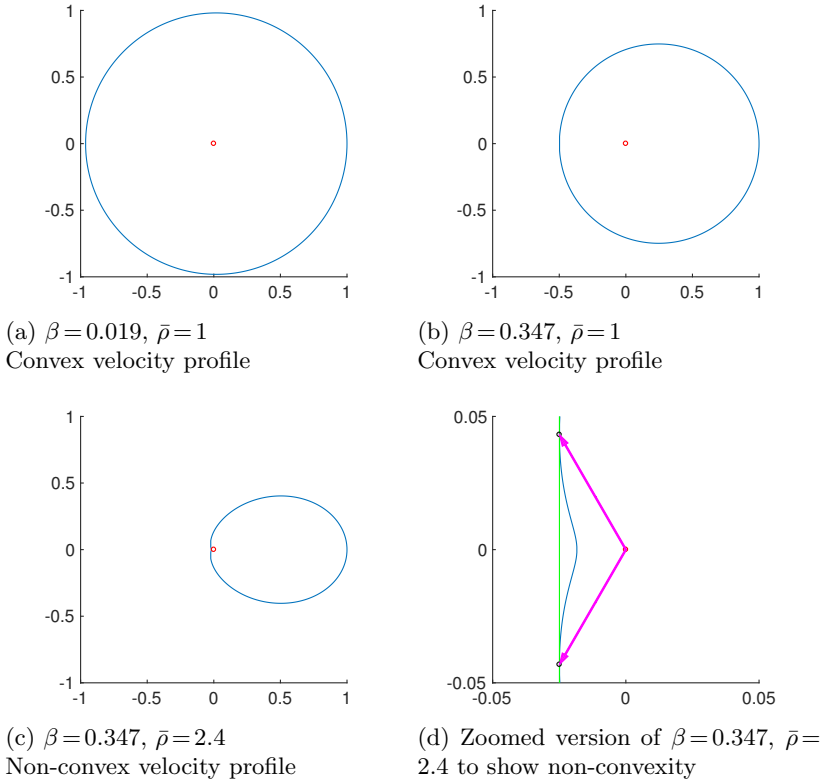 1
0.5
0
-0.5
-1
-1 -0.5 0 0.5 1
(a) β=0.019, ρ̄=1
Convex velocity profile
1
0.5
0
-0.5
-1
-1 -0.5 0 0.5 1
(b) β=0.347, ρ̄=1
Convex velocity profile
1
0.5
0
-0.5
-1
-1 -0.5 0 0.5 1
(c) β=0.347, ρ̄=2.4
Non-convex velocity profile
0.05
0
-0.05
-0.05 0 0.05
(d) Zoomed version of β=0.347, ρ̄=
2.4 to show non-convexity